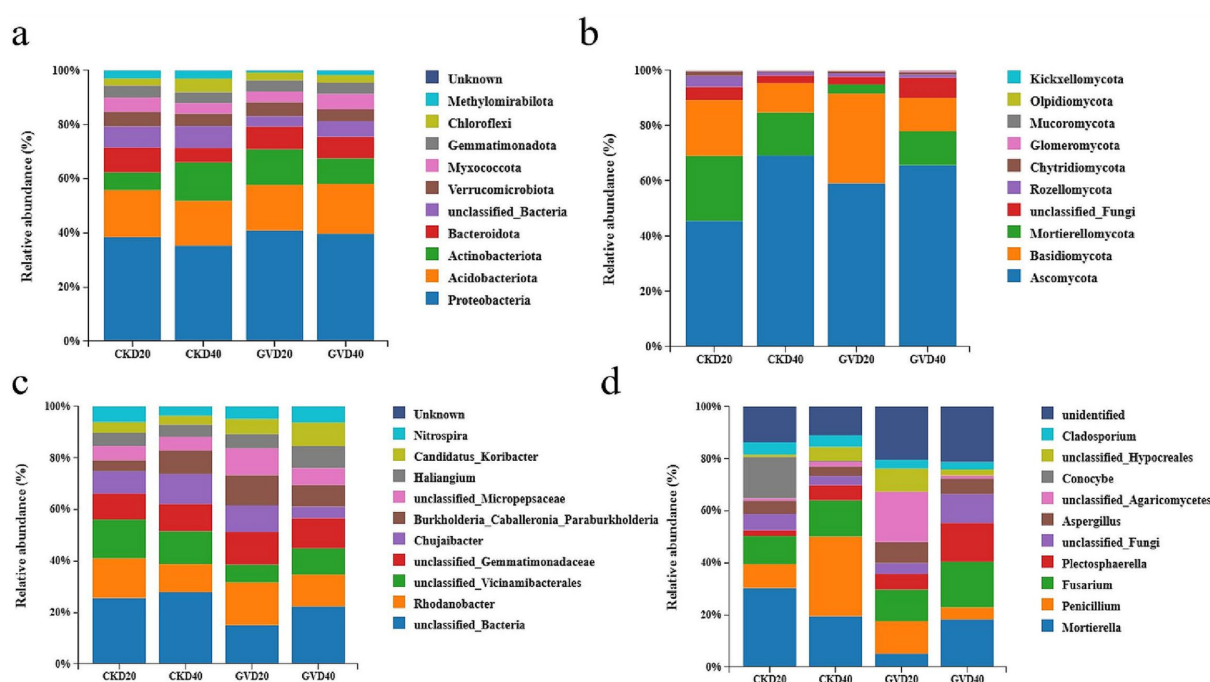 a
Relative abundance (%)
100%
80%
60%
40%
20%
0%
CKD20
CKD40
GVD20
GVD40
Unknown
Methylomirabilota
Chloroflexi
Gemmatimonadota
Myxococcota
Verrucomicrobiota
unclassified_Bacteria
Bacteroidota
Actinobacteriota
Acidobacteriota
Proteobacteria
b
Relative abundance (%)
100%
80%
60%
40%
20%
0%
CKD20
CKD40
GVD20
GVD40
Kickxellomycota
Olpidiomycota
Mucoromycota
Glomeromycota
Chytridiomycota
Rozellomycota
unclassified_Fungi
Mortierellomycota
Basidiomycota
Ascomycota
c
Relative abundance (%)
100%
80%
60%
40%
20%
0%
CKD20
CKD40
GVD20
GVD40
Unknown
Nitrospira
Candidatus_Koribacter
Haliangium
unclassified_Micropepsaceae
Burkholderia_Caballeronia_Paraburkholderia
Chujaibacter
unclassified_Gemmatimonadaceae
unclassified_Vicinamibacterales
Rhodanobacter
unclassified_Bacteria
d
Relative abundance (%)
100%
80%
60%
40%
20%
0%
CKD20
CKD40
GVD20
GVD40
unidentified
Cladosporium
unclassified_Hypocreales
Conocybe
unclassified_Agaricomycetes
Aspergillus
unclassified_Fungi
Plectosphaerella
Fusarium
Penicillium
Mortierella